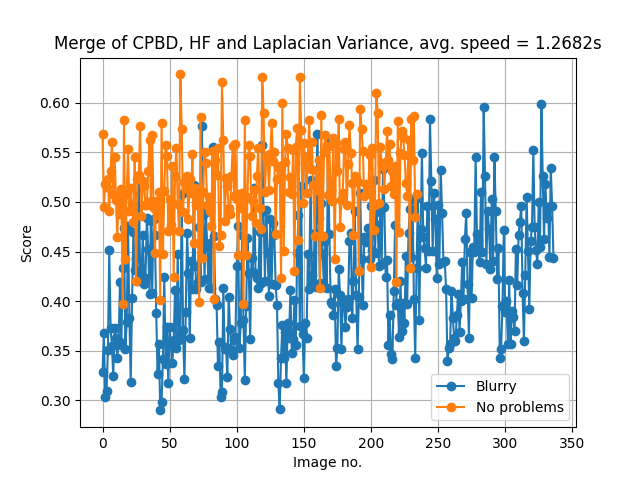 Merge of CPBD, HF and Laplacian Variance, avg. speed = 1.2682s
0.60
0.55
0.50
0.45
0.40
0.35
0.30
Score
0 50 100 150 200 250 300 350
Image no.
Blurry
No problems